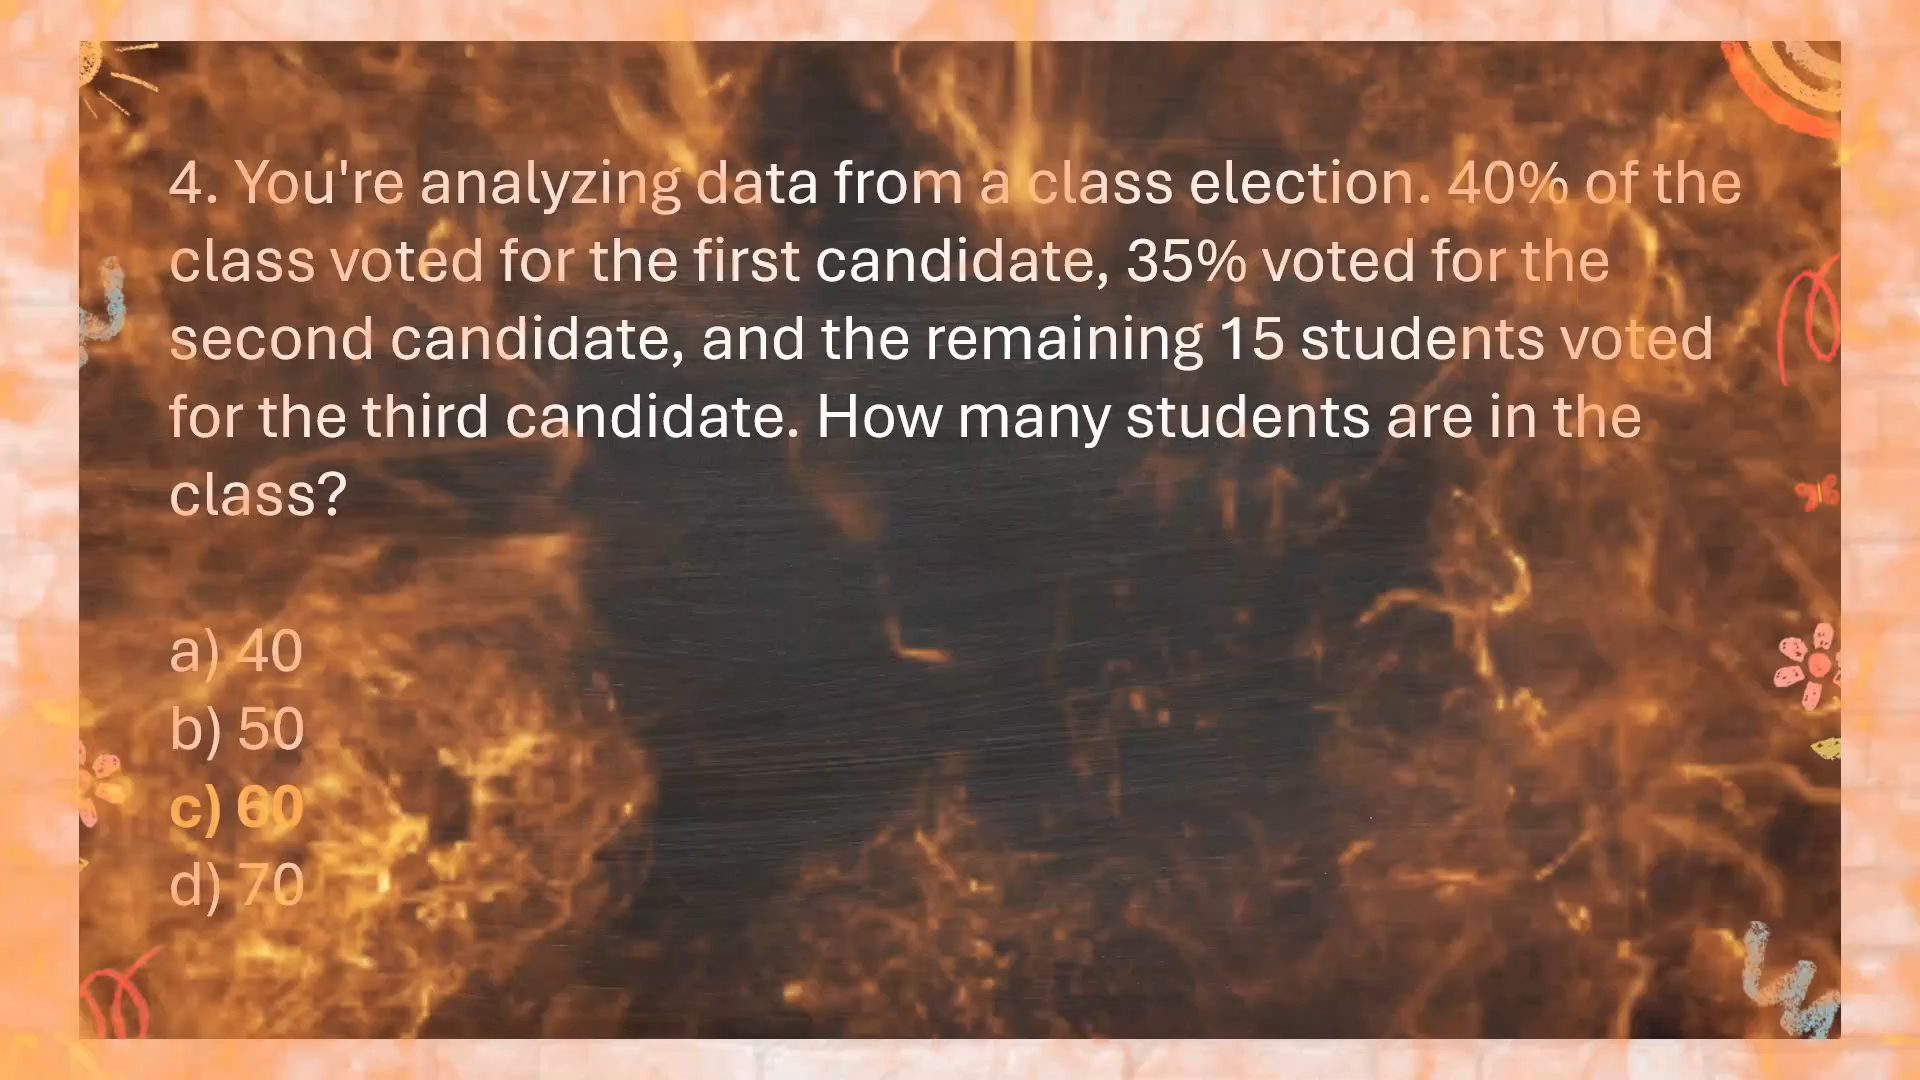 4. You're analyzing data from a class election. 40% of the
class voted for the first candidate, 35% voted for the
second candidate, and the remaining 15 students voted
for the third candidate. How many students are in the
class?
a) 40
b) 50
c) 60
d) 70